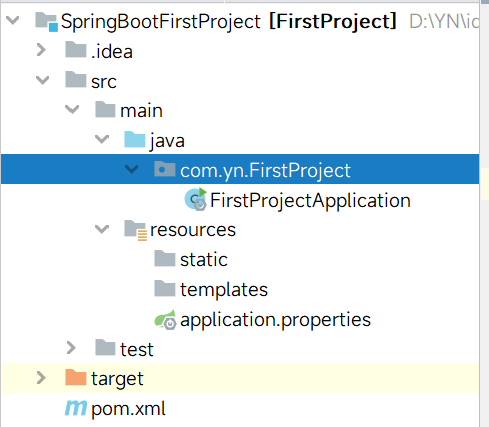 SpringBootFirstProject [FirstProject] D:\YN\ic
.idea
src
main
java
com.yn.FirstProject
FirstProjectApplication
resources
static
templates
application.properties
test
target
pom.xml